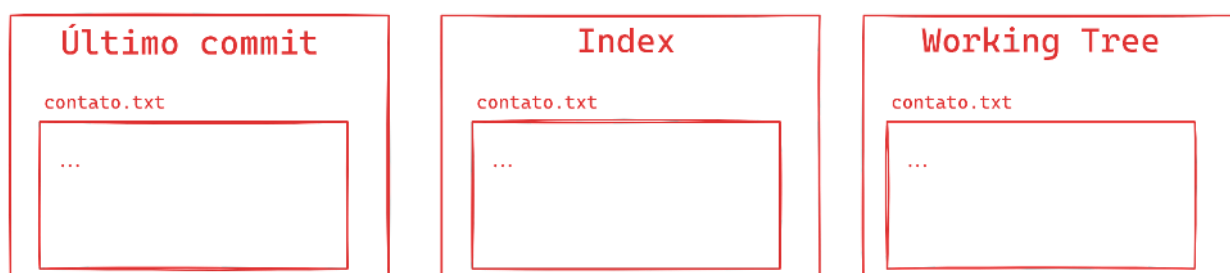 Último commit
contato.txt
...
Index
contato.txt
...
Working Tree
contato.txt
...